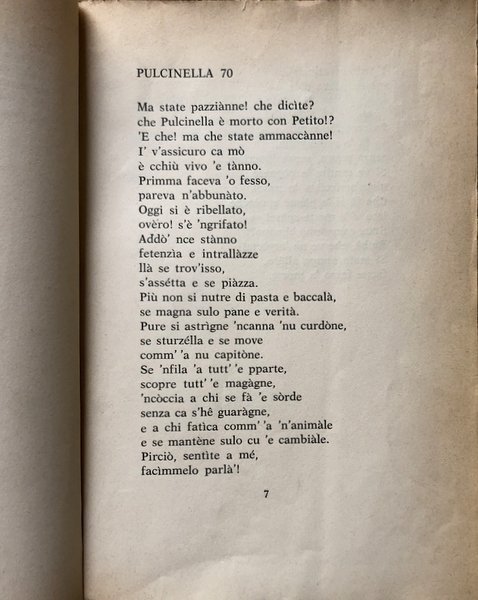 PULCINELLA 70
Ma state pazziànne! che dicìte?
che Pulcinella è morto con Petito!?
'E che! ma che state ammaccànne!
I' v'assicuro ca mò
è cchiù vivo 'e tànno.
Primma faceva 'o fesso,
pareva n'abbunàto.
Oggi si è ribellato,
ovèro! s'è 'ngrifato!
Addò' nce stànno
fetenzìa e intrallàzze
llà se trov'isso,
s'assétta e se piàzza.
Più non si nutre di pasta e baccalà,
se magna sulo pane e verità.
Pure si astrìgne 'ncanna 'nu curdòne,
se sturzélla e se move
comm' 'a nu capitòne.
Se 'nfila 'a tutt' 'e pparte,
scopre tutt' 'e magàgne,
'ncòccia a chi se fà 'e sòrde
senza ca s'hê guaràgne,
e a chi fatìca comm' 'a 'n'animàle
e se mantène sulo cu 'e cambiàle.
Pirciò, sentìte a mé,
facìmmelo parlà'!
7